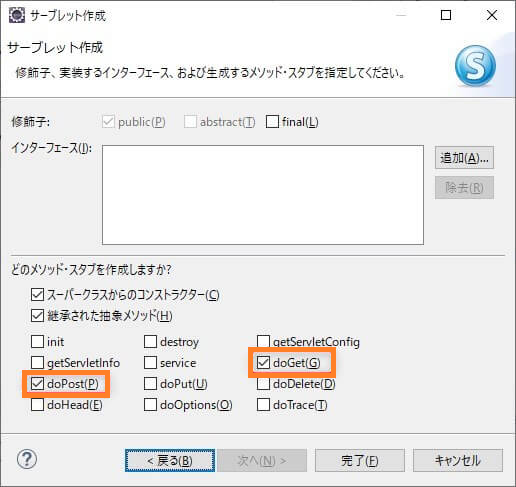 サーブレット作成
サーブレット作成
修飾子、実装するインターフェース、および生成するメソッド・スタブを指定してください。
S
修飾子: public(P) abstract(T) final(L)
インターフェース(I): 追加(A)...
除去(R)
どのメソッド・スタブを作成しますか?
スーパークラスからのコンストラクター(C)
継承された抽象メソッド(H)
init destroy getServletConfig
getServletInfo service doGet(G)
doPost(P) doPut(U) doDelete(D)
doHead(E) doOptions(O) doTrace(T)
? < 戻る(B) 次へ(N) > 完了(F) キャンセル